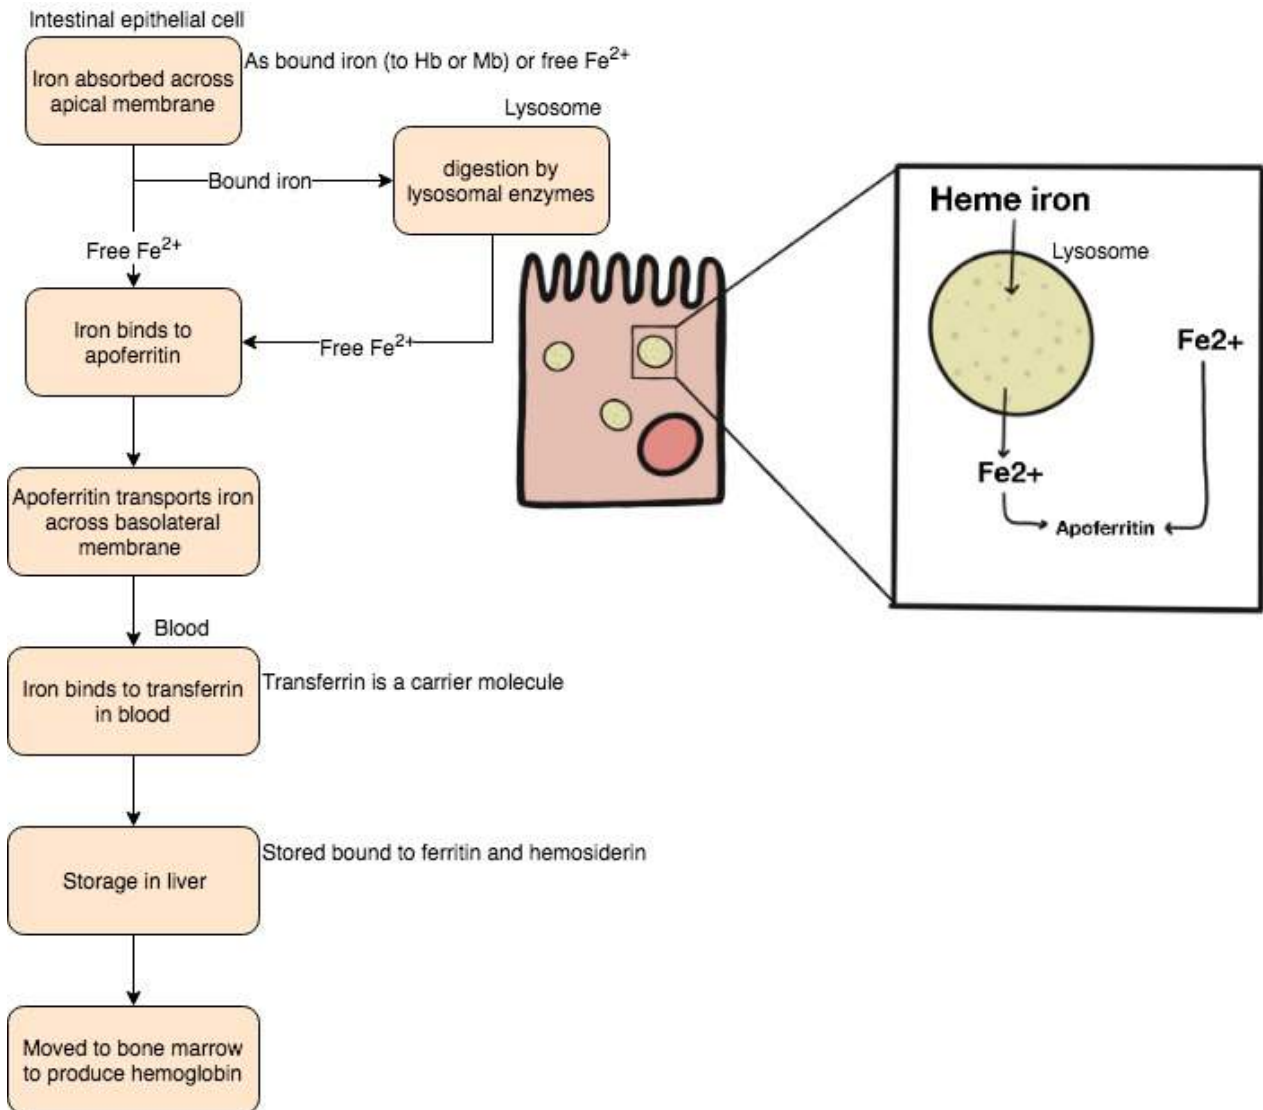 Intestinal epithelial cell
Iron absorbed across
apical membrane
As bound iron (to Hb or Mb) or free Fe²⁺
Lysosome
digestion by
lysosomal enzymes
Bound iron
Free Fe²⁺
Iron binds to
apoferritin
Free Fe²⁺
Apoferritin transports iron
across basolateral
membrane
Blood
Iron binds to transferrin
in blood
Transferrin is a carrier molecule
Storage in liver
Stored bound to ferritin and hemosiderin
Moved to bone marrow
to produce hemoglobin
Heme iron
Lysosome
Fe2+
Fe2+
Apoferritin